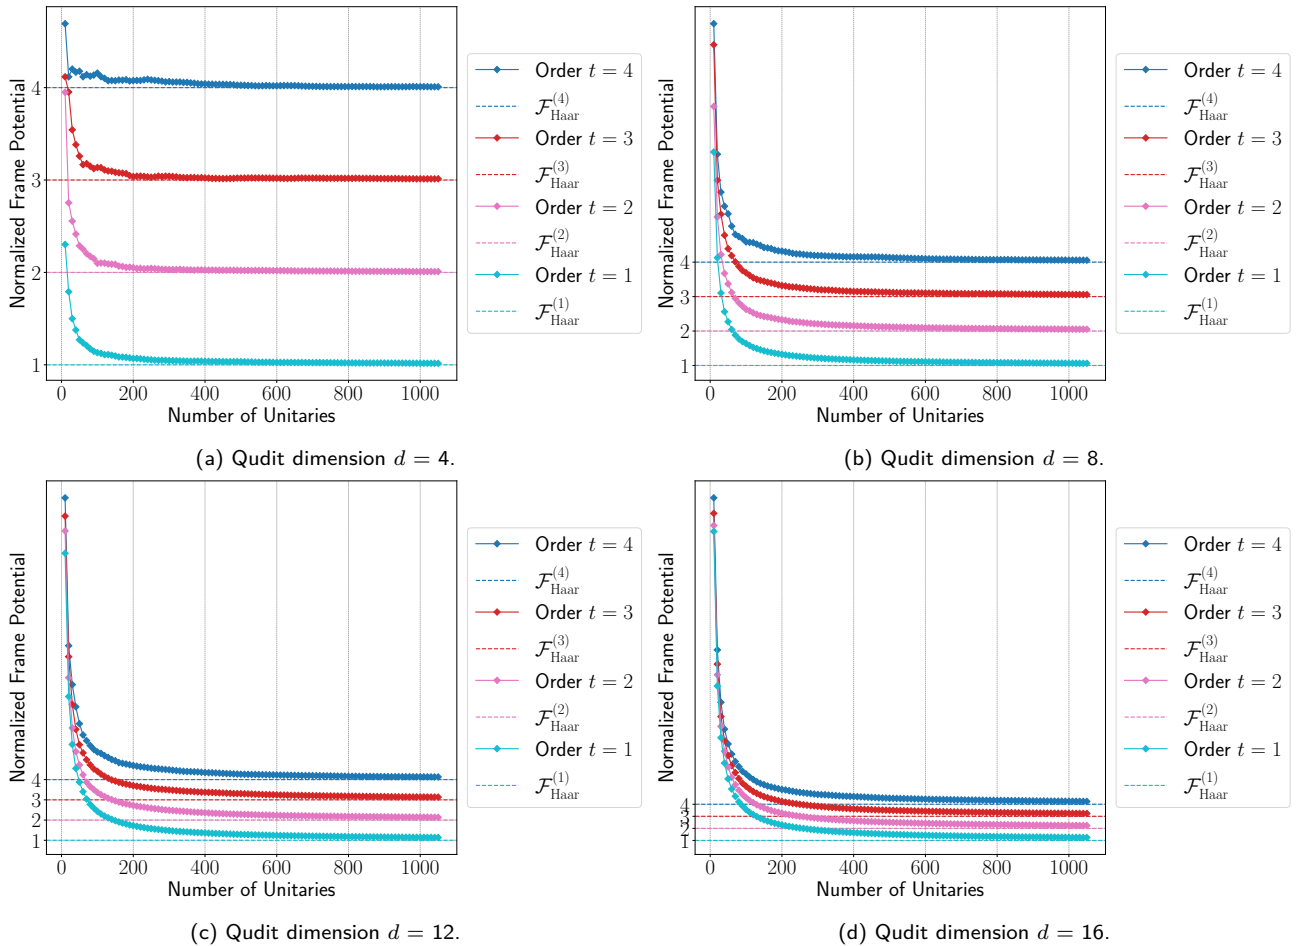 Normalized Frame Potential
4
3
2
1
0 200 400 600 800 1000
Number of Unitaries
Order t = 4
F_Haar^(4)
Order t = 3
F_Haar^(3)
Order t = 2
F_Haar^(2)
Order t = 1
F_Haar^(1)
(a) Qudit dimension d = 4.
Normalized Frame Potential
4
3
2
1
0 200 400 600 800 1000
Number of Unitaries
Order t = 4
F_Haar^(4)
Order t = 3
F_Haar^(3)
Order t = 2
F_Haar^(2)
Order t = 1
F_Haar^(1)
(b) Qudit dimension d = 8.
Normalized Frame Potential
4
3
2
1
0 200 400 600 800 1000
Number of Unitaries
Order t = 4
F_Haar^(4)
Order t = 3
F_Haar^(3)
Order t = 2
F_Haar^(2)
Order t = 1
F_Haar^(1)
(c) Qudit dimension d = 12.
Normalized Frame Potential
4
3
2
1
0 200 400 600 800 1000
Number of Unitaries
Order t = 4
F_Haar^(4)
Order t = 3
F_Haar^(3)
Order t = 2
F_Haar^(2)
Order t = 1
F_Haar^(1)
(d) Qudit dimension d = 16.